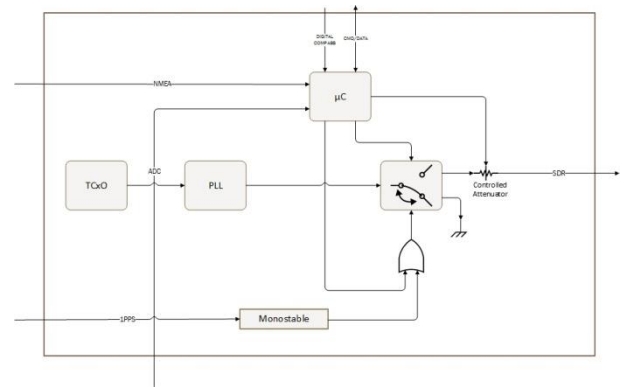 DIGITAL
COMPASS
CMD/DATA
NMEA
µC
TCxO
ADC
PLL
SDR
Controlled
Attenuator
1PPS
Monostable